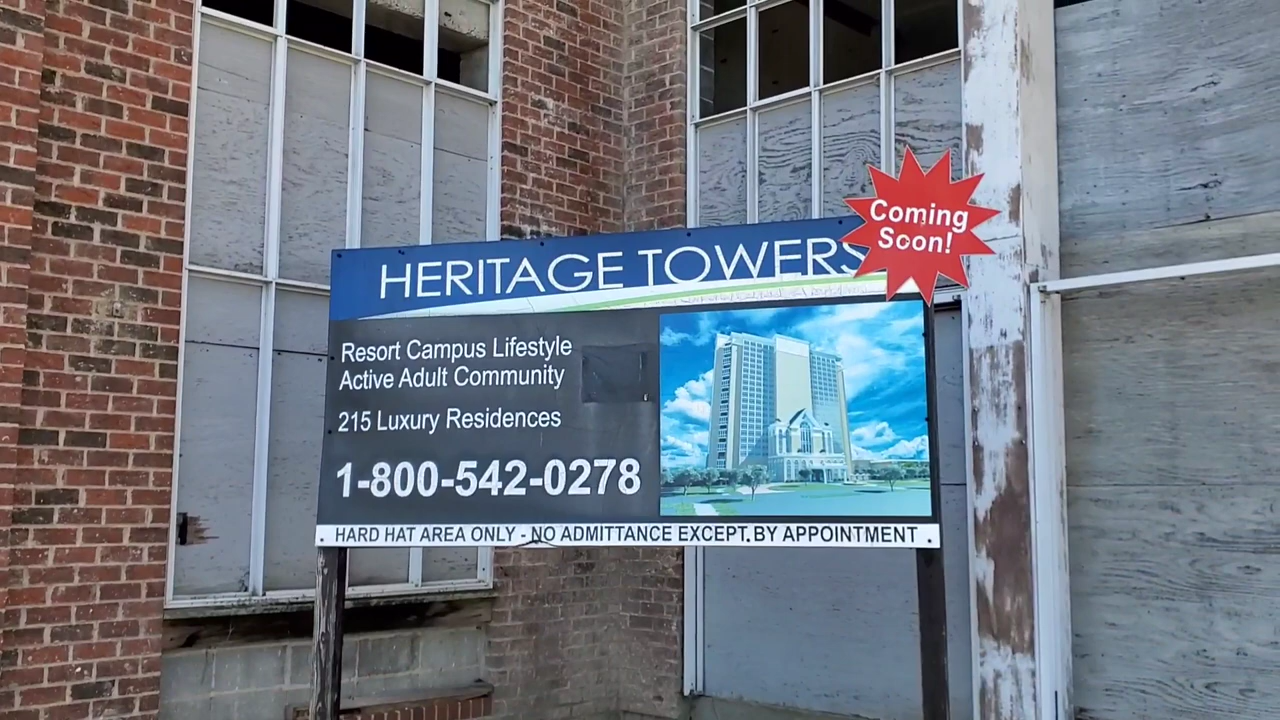 HERITAGE TOWERS
Coming
Soon!
Resort Campus Lifestyle
Active Adult Community
215 Luxury Residences
1-800-542-0278
HARD HAT AREA ONLY - NO ADMITTANCE EXCEPT BY APPOINTMENT